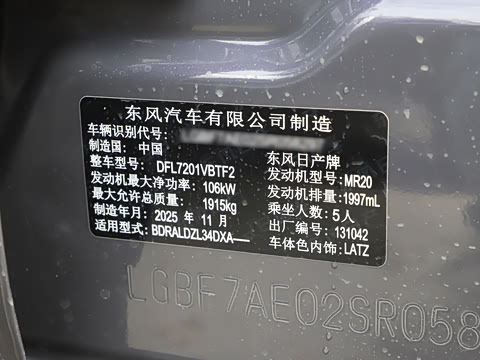 东风汽车有限公司制造
车辆识别代号:
制造国: 中国 东风日产牌
整车型号: DFL7201VBTF2 发动机型号: MR20
发动机最大净功率: 106kW 发动机排量: 1997mL
最大允许总质量: 1915kg 乘坐人数: 5人
制造年月: 2025 年 11 月 出厂编号: 131042
适用型式: BDRALDZL34DXA—— 车体色内饰: LATZ
LGBF7AE02SR058